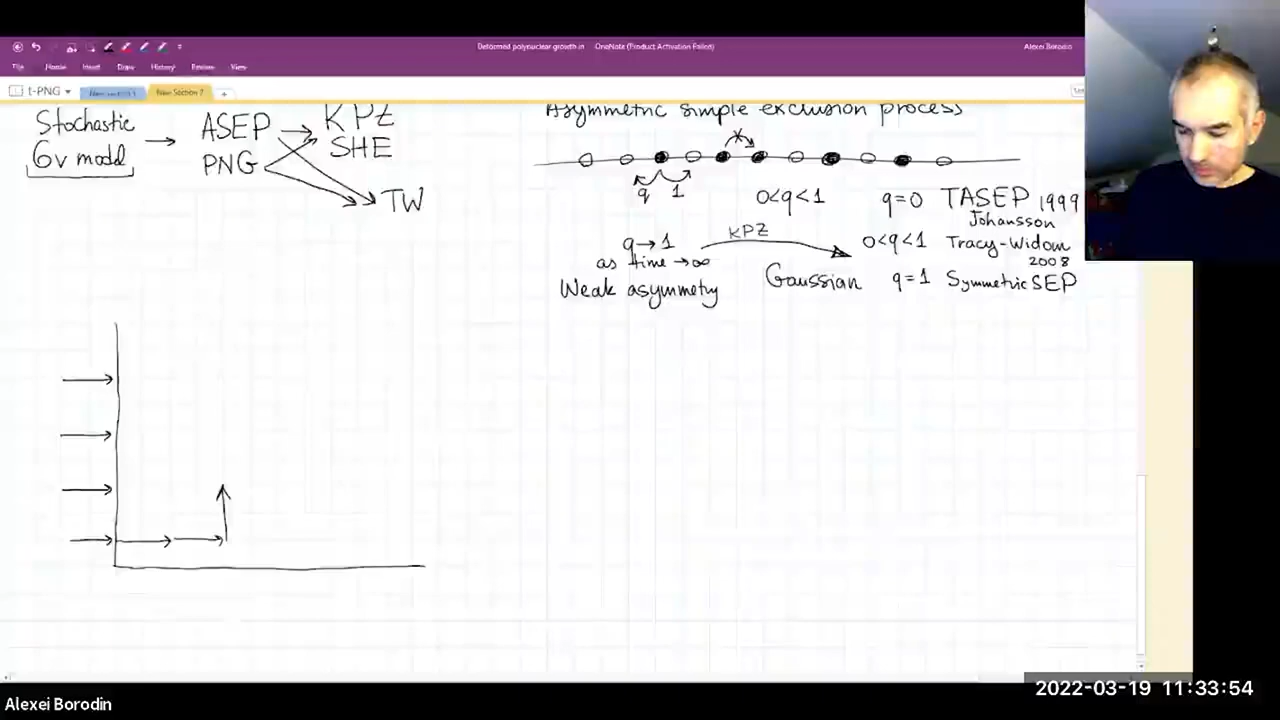 Deformed polynuclear growth in OneNote (Product Activation Failed)
Alexei Borodin
File Home Insert Draw History Review View
t-PNG
New Section 7
Stochastic
6v model
ASEP
PNG
KPZ
SHE
TW
Asymmetric simple exclusion process
q 1
0<q<1
q=0 TASEP 1999
Johansson
q→1
as time→∞
Weak asymmetry
KPZ
0<q<1 Tracy-Widom
2008
Gaussian q=1 Symmetric SEP
2022-03-19 11:33:54
Alexei Borodin